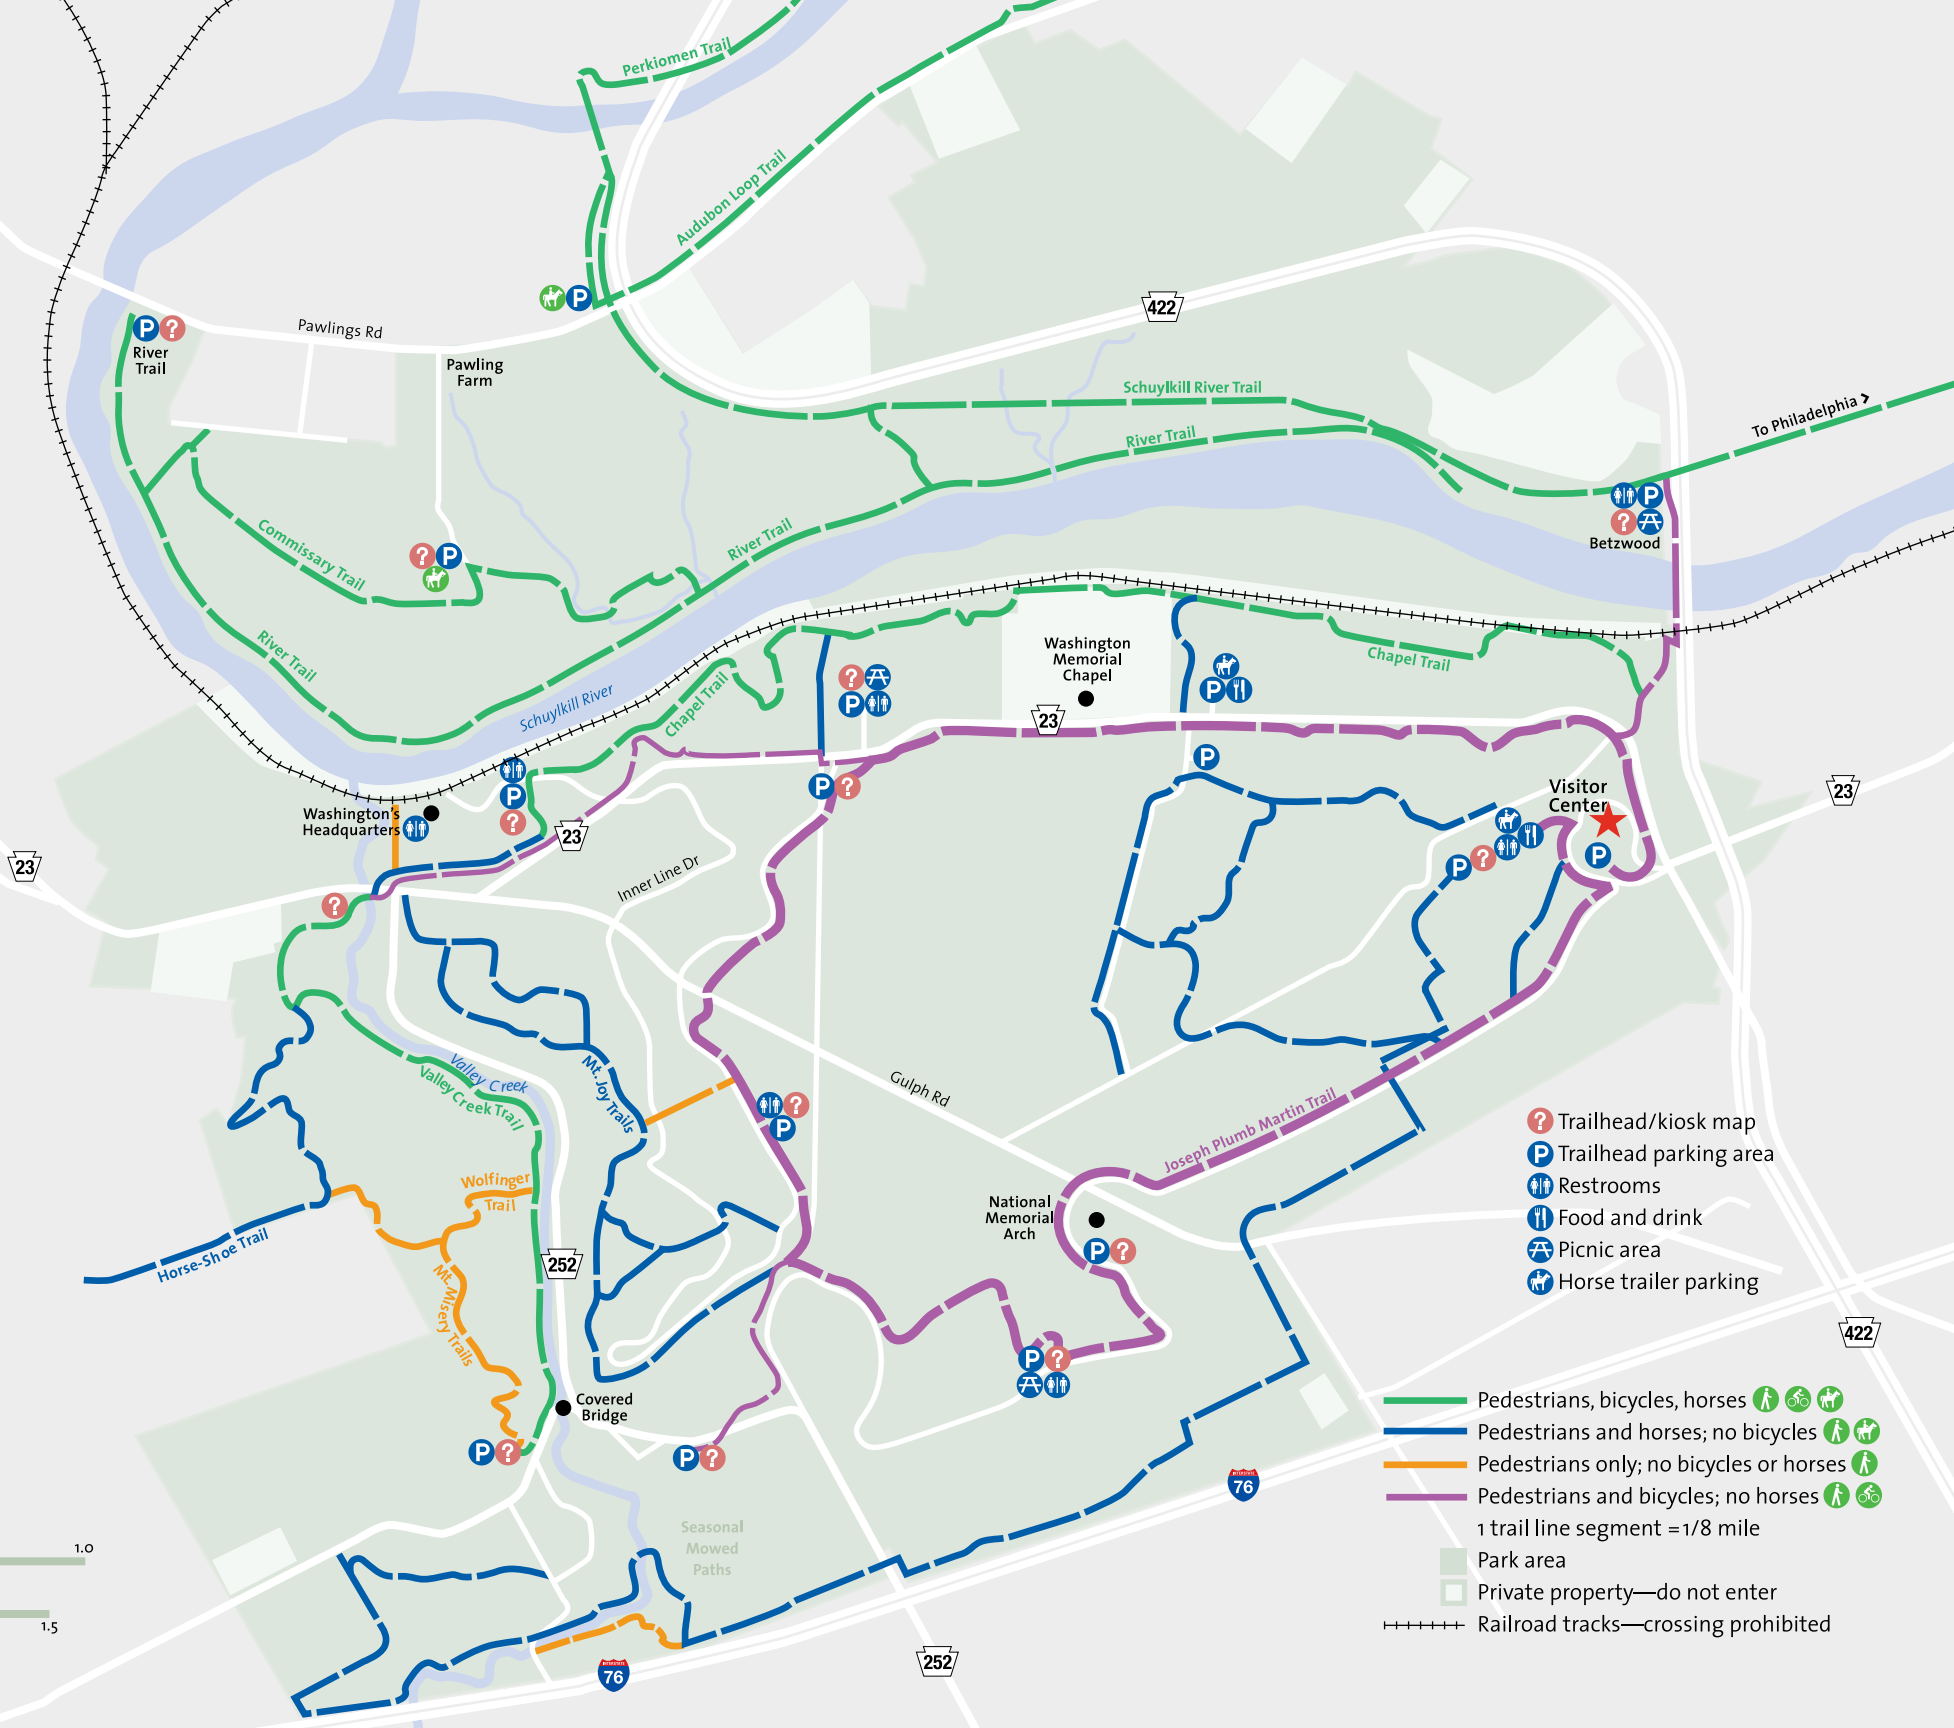 Perkiomen Trail
Audubon Loop Trail
422
Pawlings Rd
P
?
River
Trail
Pawling
Farm
P
Schuylkill River Trail
River Trail
To Philadelphia
P
?
Betzwood
Commissary Trail
?
P
River Trail
River Trail
Schuylkill River
Chapel Trail
Washington
Memorial
Chapel
Chapel Trail
?
P
P
23
P
P
?
P
?
Washington's
Headquarters
23
23
23
Visitor
Center
P
?
P
Inner Line Dr
?
Valley Creek
Valley Creek Trail
Mt. Joy Trails
Gulph Rd
?
P
Joseph Plumb Martin Trail
Wolfinger
Trail
Horse-Shoe Trail
252
Mt. Misery Trails
National
Memorial
Arch
P
?
P
?
Covered
Bridge
P
?
P
?
INTERSTATE
76
Seasonal
Mowed
Paths
INTERSTATE
76
252
422
1.0
1.5
? Trailhead/kiosk map
P Trailhead parking area
Restrooms
Food and drink
Picnic area
Horse trailer parking
Pedestrians, bicycles, horses
Pedestrians and horses; no bicycles
Pedestrians only; no bicycles or horses
Pedestrians and bicycles; no horses
1 trail line segment =1/8 mile
Park area
Private property—do not enter
Railroad tracks—crossing prohibited